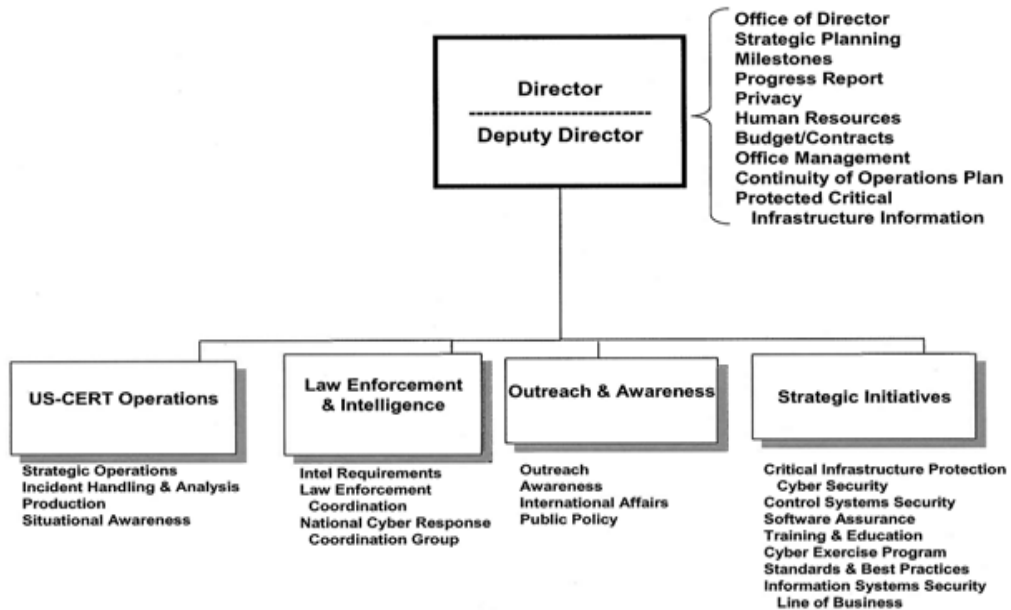 Director
Deputy Director
Office of Director
Strategic Planning
Milestones
Progress Report
Privacy
Human Resources
Budget/Contracts
Office Management
Continuity of Operations Plan
Protected Critical
Infrastructure Information
US-CERT Operations
Strategic Operations
Incident Handling & Analysis
Production
Situational Awareness
Law Enforcement
& Intelligence
Intel Requirements
Law Enforcement
Coordination
National Cyber Response
Coordination Group
Outreach & Awareness
Outreach
Awareness
International Affairs
Public Policy
Strategic Initiatives
Critical Infrastructure Protection
Cyber Security
Control Systems Security
Software Assurance
Training & Education
Cyber Exercise Program
Standards & Best Practices
Information Systems Security
Line of Business